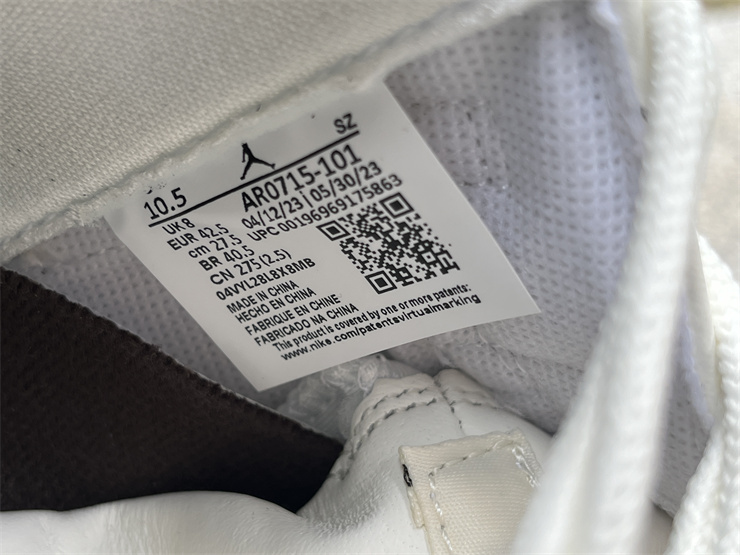 10.5 SZ
UK8 AR0715-101
EUR 42.5 04/12/23 | 05/30/23
cm 27.5 UPC 00196969175863
BR 40.5
CN 275(2.5)
04VYL28L8X8MB
MADE IN CHINA
HECHO EN CHINA
FABRIQUE EN CHINE
FABRICADO NA CHINA
This product is covered by one or more patents:
www.nike.com/patentsvirtualmarking